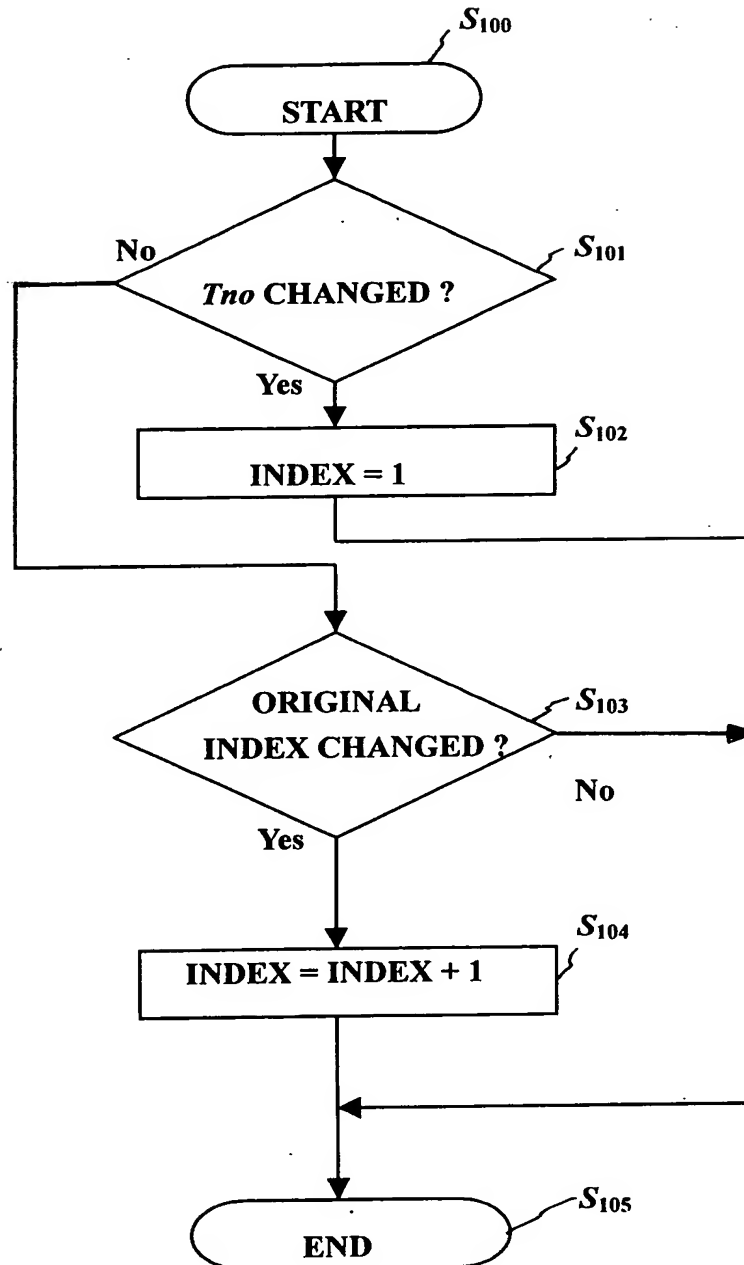 S100
START
No
S101
Tno CHANGED ?
Yes
S102
INDEX = 1
ORIGINAL
S103
INDEX CHANGED ?
No
Yes
S104
INDEX = INDEX + 1
S105
END